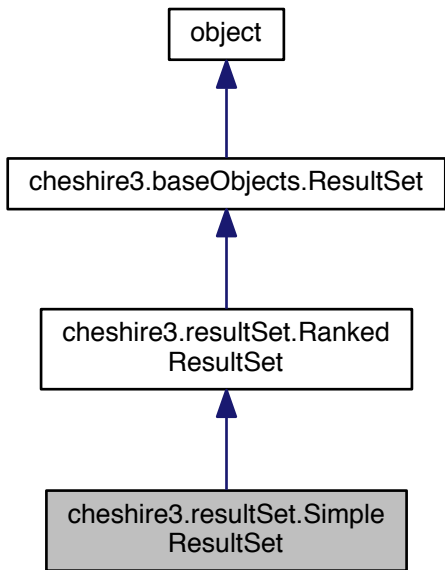 object
cheshire3.baseObjects.ResultSet
cheshire3.resultSet.Ranked
ResultSet
cheshire3.resultSet.Simple
ResultSet